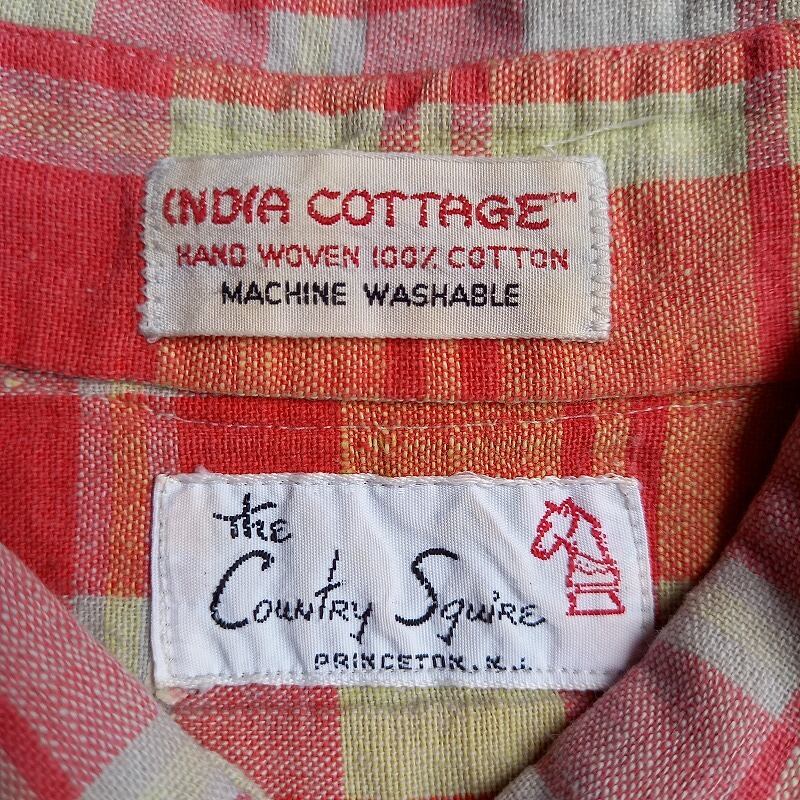 INDIA COTTAGE™
HAND WOVEN 100% COTTON
MACHINE WASHABLE
THE
COUNTRY SQUIRE
PRINCETON, N.J.